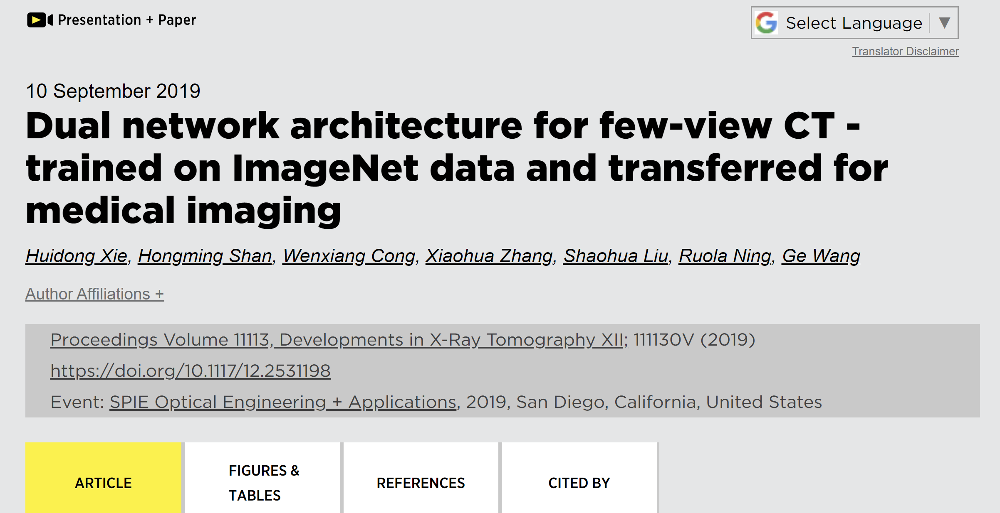 Presentation + Paper
Select Language ▼
Translator Disclaimer
10 September 2019
Dual network architecture for few-view CT -
trained on ImageNet data and transferred for
medical imaging
Huidong Xie, Hongming Shan, Wenxiang Cong, Xiaohua Zhang, Shaohua Liu, Ruola Ning, Ge Wang
Author Affiliations +
Proceedings Volume 11113, Developments in X-Ray Tomography XII; 111130V (2019)
https://doi.org/10.1117/12.2531198
Event: SPIE Optical Engineering + Applications, 2019, San Diego, California, United States
ARTICLE
FIGURES &
TABLES
REFERENCES
CITED BY